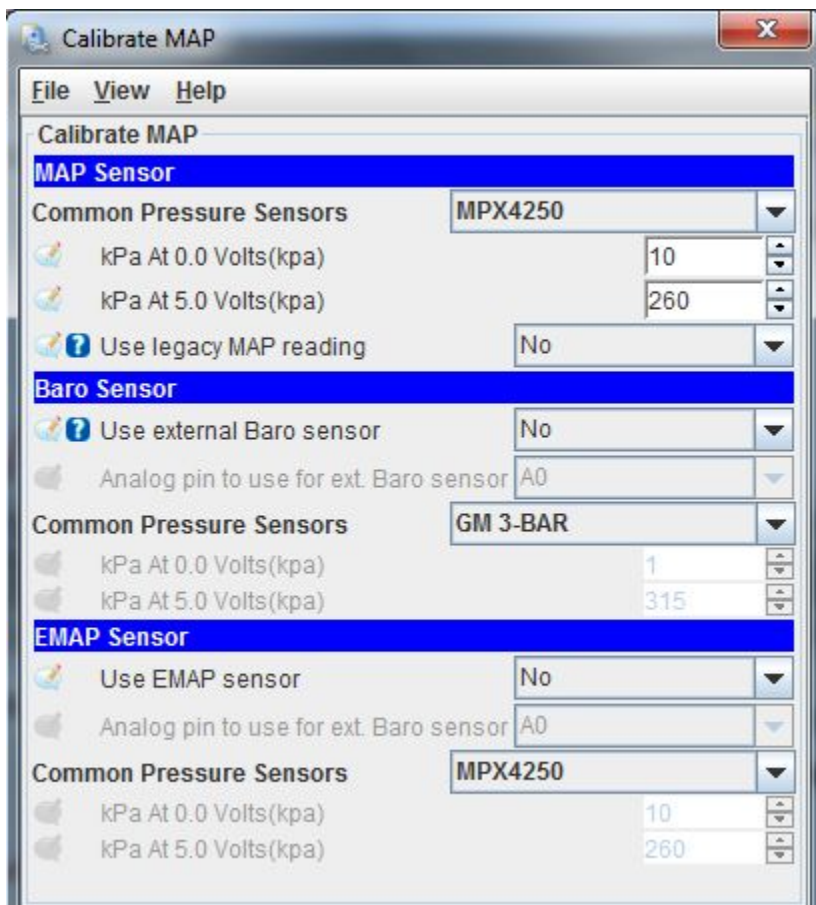 Calibrate MAP
File View Help
Calibrate MAP
MAP Sensor
Common Pressure Sensors MPX4250
kPa At 0.0 Volts(kpa) 10
kPa At 5.0 Volts(kpa) 260
? Use legacy MAP reading No
Baro Sensor
? Use external Baro sensor No
Analog pin to use for ext. Baro sensor A0
Common Pressure Sensors GM 3-BAR
kPa At 0.0 Volts(kpa) 1
kPa At 5.0 Volts(kpa) 315
EMAP Sensor
Use EMAP sensor No
Analog pin to use for ext. Baro sensor A0
Common Pressure Sensors MPX4250
kPa At 0.0 Volts(kpa) 10
kPa At 5.0 Volts(kpa) 260